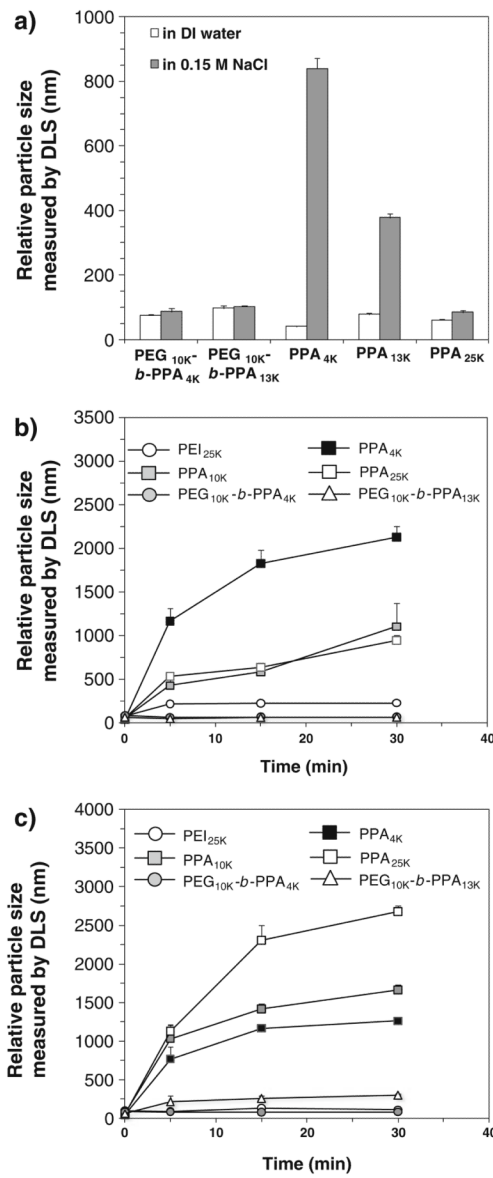 a)
Relative particle size
measured by DLS (nm)
1000
800
600
400
200
0
in DI water
in 0.15 M NaCl
PEG 10K-
b-PPA4K
PEG 10K-
b-PPA13K
PPA 4K
PPA 13K
PPA 25K
b)
Relative particle size
measured by DLS (nm)
3500
3000
2500
2000
1500
1000
500
0
PEI25K
PPA4K
PPA10K
PPA25K
PEG10K-b-PPA4K
PEG10K-b-PPA13K
0 10 20 30 40
Time (min)
c)
Relative particle size
measured by DLS (nm)
4000
3500
3000
2500
2000
1500
1000
500
0
PEI25K
PPA4K
PPA10K
PPA25K
PEG10K-b-PPA4K
PEG10K-b-PPA13K
0 10 20 30 40
Time (min)